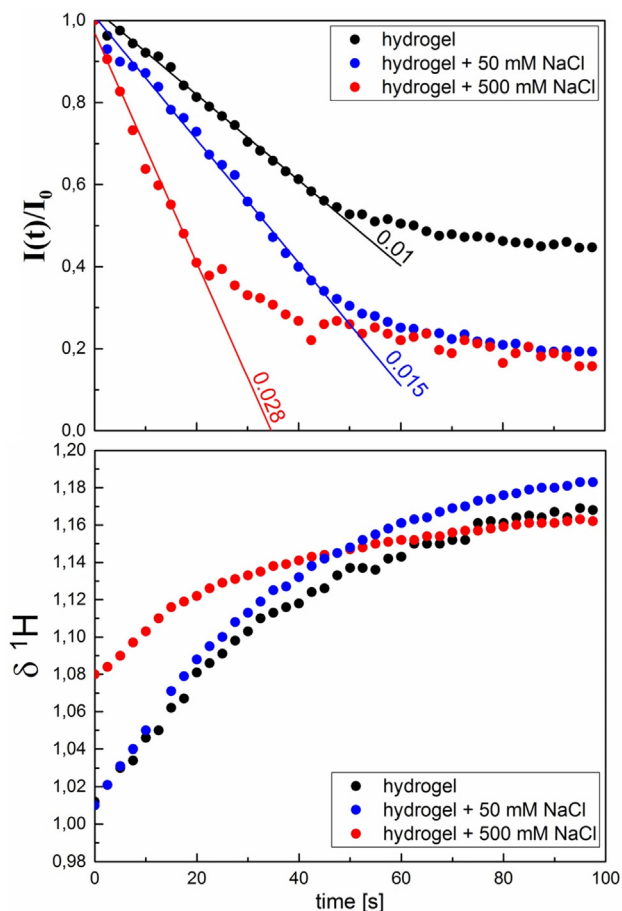 1,0
0,8
0,6
0,4
0,2
0.0
I(t)/I0
hydrogel
hydrogel + 50 mM NaCl
hydrogel + 500 mM NaCl
0.01
0.015
0.028
1,20
1,18
1,16
1,14
1,12
1,10
1,08
1,06
1,04
1,02
1,00
0,98
δ ¹H
hydrogel
hydrogel + 50 mM NaCl
hydrogel + 500 mM NaCl
0 20 40 60 80 100
time [s]